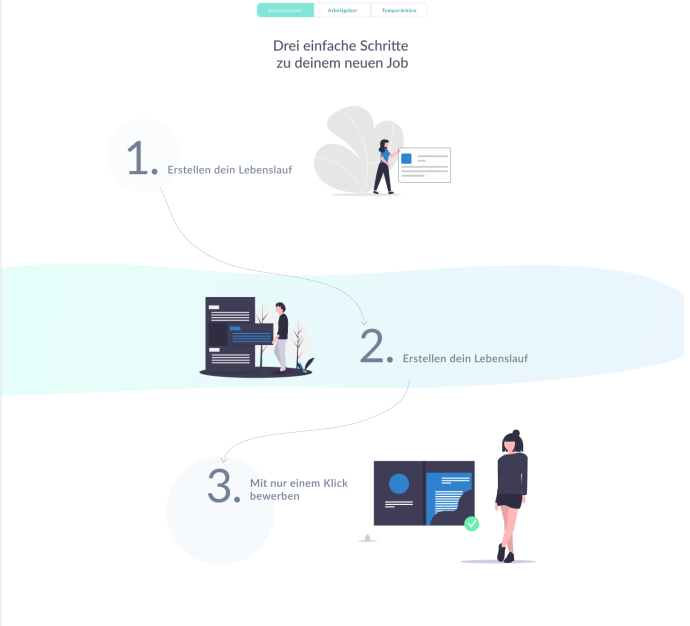 Arbeitnehmer Arbeitgeber Temporärbüro
Drei einfache Schritte
zu deinem neuen Job
1. Erstellen dein Lebenslauf
2. Erstellen dein Lebenslauf
3. Mit nur einem Klick
bewerben